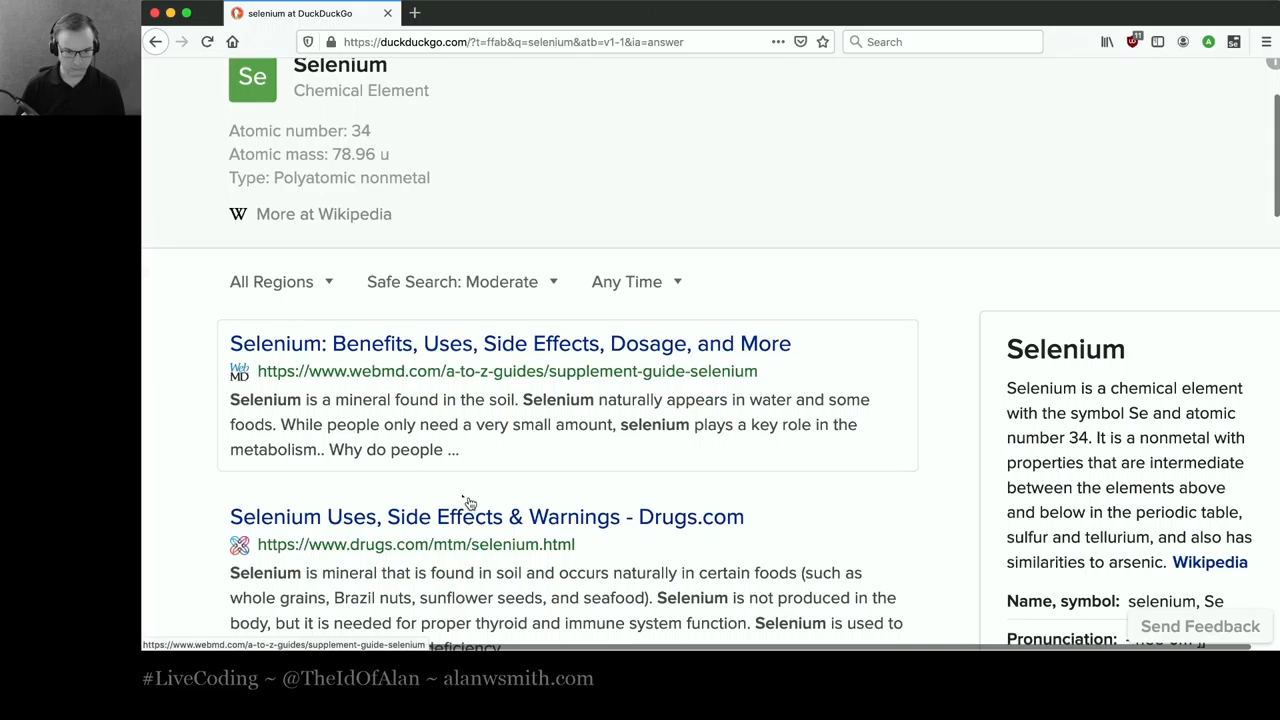 selenium at DuckDuckGo
https://duckduckgo.com/?t=ffab&q=selenium&atb=v1-1&ia=answer
Search
11
A
Se
Se
Selenium
Chemical Element
Atomic number: 34
Atomic mass: 78.96 u
Type: Polyatomic nonmetal
W More at Wikipedia
All Regions
Safe Search: Moderate
Any Time
Selenium: Benefits, Uses, Side Effects, Dosage, and More
Web MD https://www.webmd.com/a-to-z-guides/supplement-guide-selenium
Selenium is a mineral found in the soil. Selenium naturally appears in water and some
foods. While people only need a very small amount, selenium plays a key role in the
metabolism.. Why do people ...
Selenium Uses, Side Effects & Warnings - Drugs.com
https://www.drugs.com/mtm/selenium.html
Selenium is mineral that is found in soil and occurs naturally in certain foods (such as
whole grains, Brazil nuts, sunflower seeds, and seafood). Selenium is not produced in the
body, but it is needed for proper thyroid and immune system function. Selenium is used to
deficiency
Selenium
Selenium is a chemical element
with the symbol Se and atomic
number 34. It is a nonmetal with
properties that are intermediate
between the elements above
and below in the periodic table,
sulfur and tellurium, and also has
similarities to arsenic. Wikipedia
Name, symbol: selenium, Se
Pronunciation:
Send Feedback
https://www.webmd.com/a-to-z-guides/supplement-guide-selenium
#LiveCoding ~ @TheIdOfAlan ~ alanwsmith.com